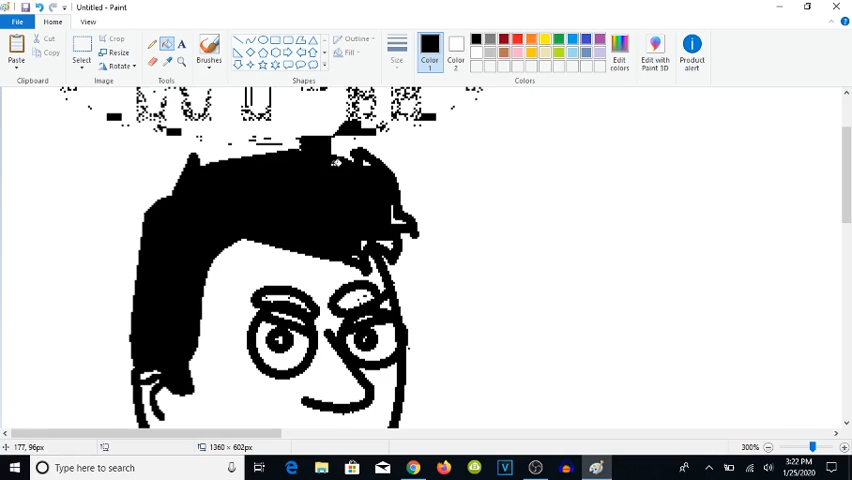 Untitled - Paint
File
Home
View
Paste
Cut
Copy
Clipboard
Select
Crop
Resize
Rotate
Image
A
Tools
Brushes
Shapes
Outline
Fill
Size
Color
1
Color
2
Colors
Edit
colors
Edit with
Paint 3D
Product
alert
177, 96px
1360 × 602px
300%
Type here to search
V
3:22 PM
1/25/2020